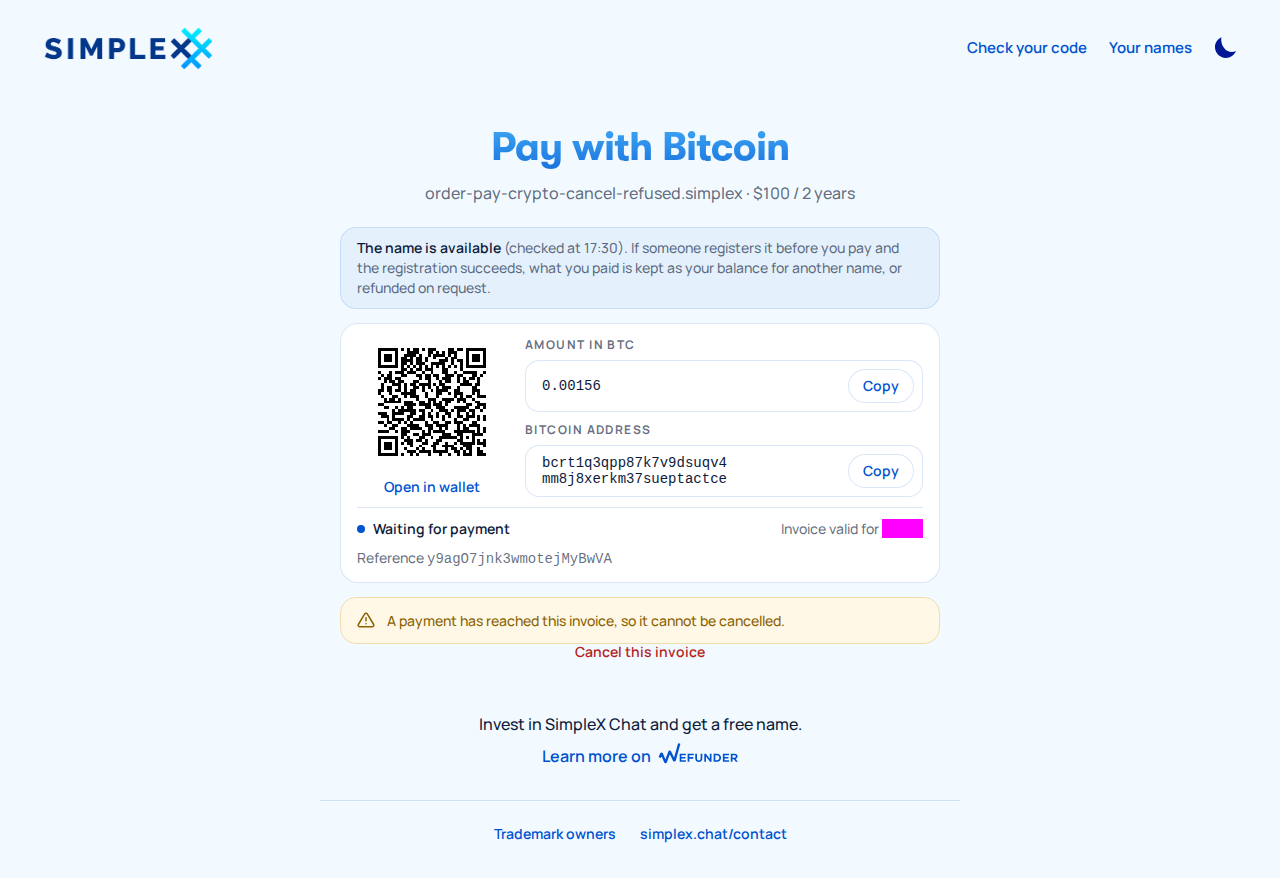 SIMPLEX
Check your code
Your names
Pay with Bitcoin
order-pay-crypto-cancel-refused.simplex · $100 / 2 years
The name is available (checked at 17:30). If someone registers it before you pay and
the registration succeeds, what you paid is kept as your balance for another name, or
refunded on request.
AMOUNT IN BTC
0.00156
Copy
BITCOIN ADDRESS
bcrt1q3qpp87k7v9dsuqv4
mm8j8xerkm37sueptactce
Copy
Open in wallet
Waiting for payment
Invoice valid for
Reference y9agO7jnk3wmotejMyBwVA
A payment has reached this invoice, so it cannot be cancelled.
Cancel this invoice
Invest in SimpleX Chat and get a free name.
Learn more on WEFUNDER
Trademark owners
simplex.chat/contact